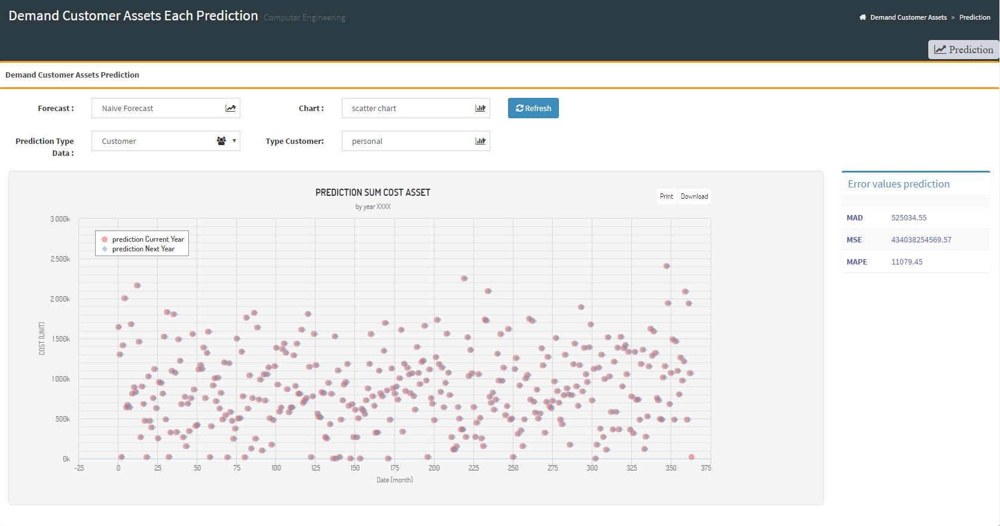 Demand Customer Assets Each Prediction Computer Engineering
Demand Customer Assets > Prediction
Prediction
Demand Customer Assets Prediction
Forecast : Naive Forecast Chart : scatter chart Refresh
Prediction Type Data : Customer Type Customer: personal
PREDICTION SUM COST ASSET
by year XXXX
Print Download
prediction Current Year
prediction Next Year
3 000k
2 500k
2 000k
1 500k
1 000k
500k
0k
COST (UNIT)
-25 0 25 50 75 100 125 150 175 200 225 250 275 300 325 350 375
Date (month)
Error values prediction
MAD 525034.55
MSE 434038254569.57
MAPE 11079.45